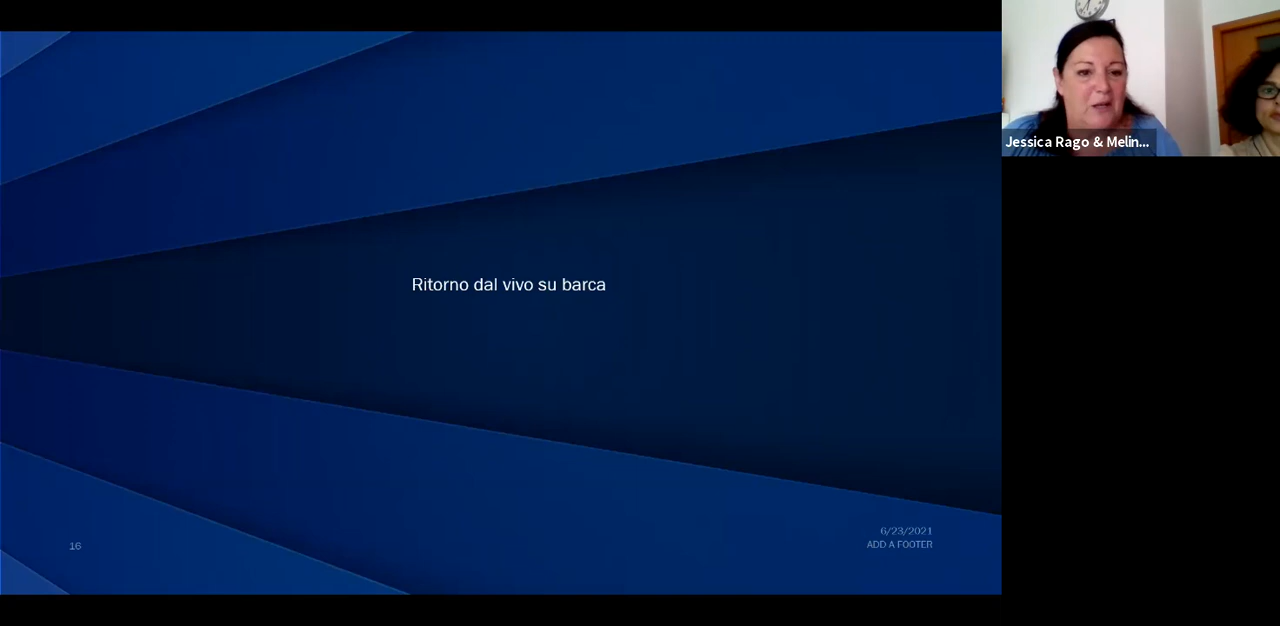 Jessica Rago & Melin...
Ritorno dal vivo su barca
6/23/2021
16
ADD A FOOTER